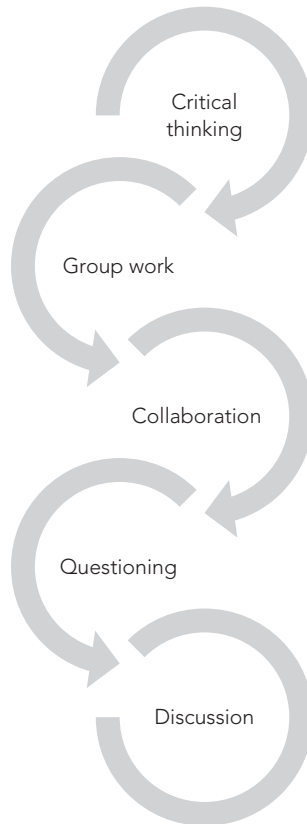 Critical
thinking
Group work
Collaboration
Questioning
Discussion